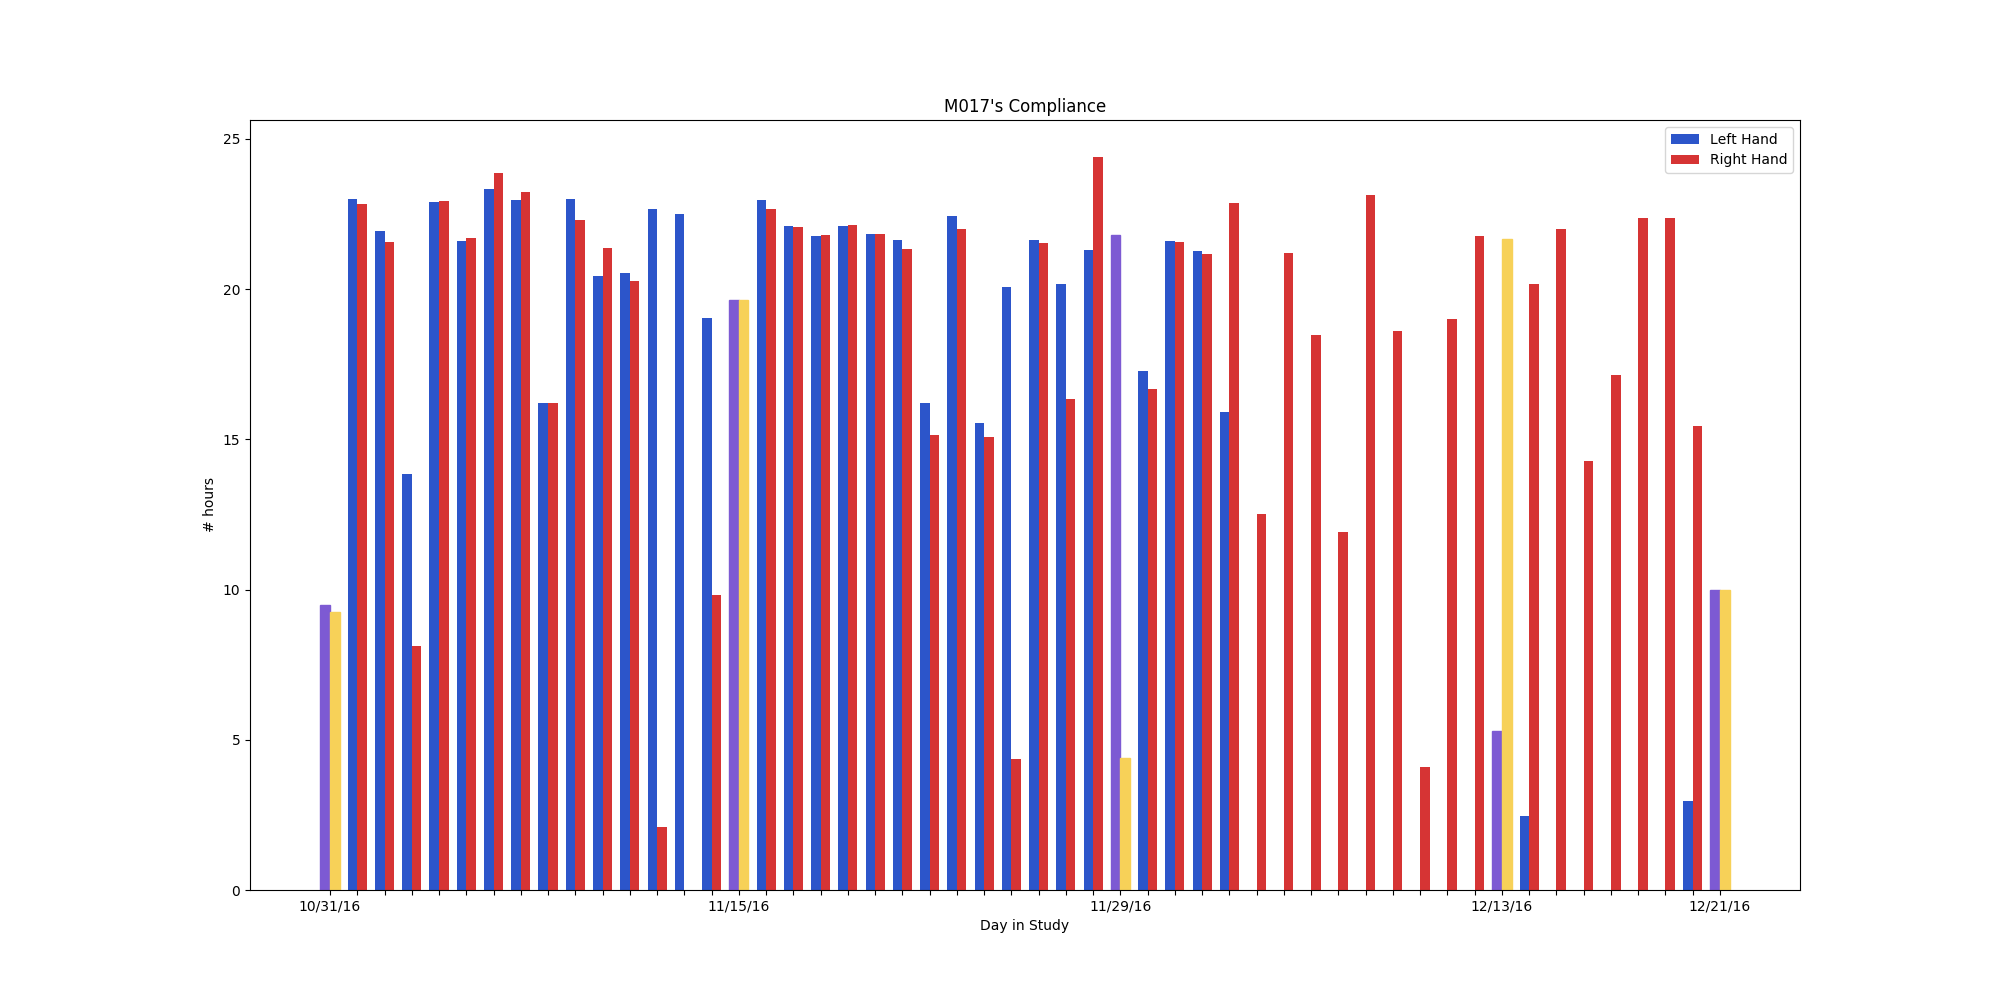 M017's Compliance
Left Hand
Right Hand
25
20
15
10
5
0
# hours
10/31/16 11/15/16 11/29/16 12/13/16 12/21/16
Day in Study